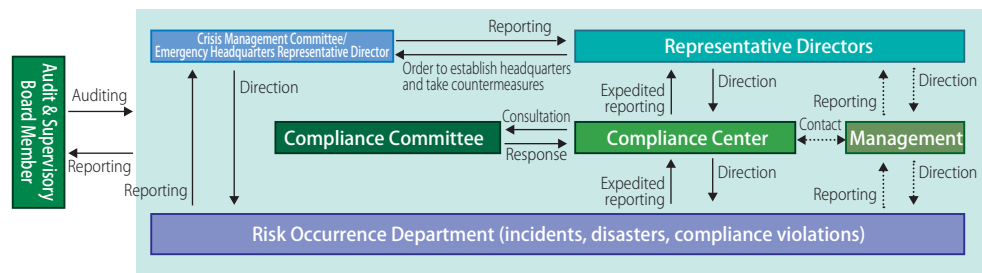 Crisis Management Committee/
Emergency Headquarters Representative Director
Reporting
Representative Directors
Order to establish headquarters
and take countermeasures
Audit & Supervisory
Board Member
Auditing
Reporting
Direction
Expedited
reporting
Direction
Reporting
Direction
Compliance Committee
Consultation
Response
Compliance Center
Contact
Management
Reporting
Expedited
reporting
Direction
Reporting
Direction
Risk Occurrence Department (incidents, disasters, compliance violations)